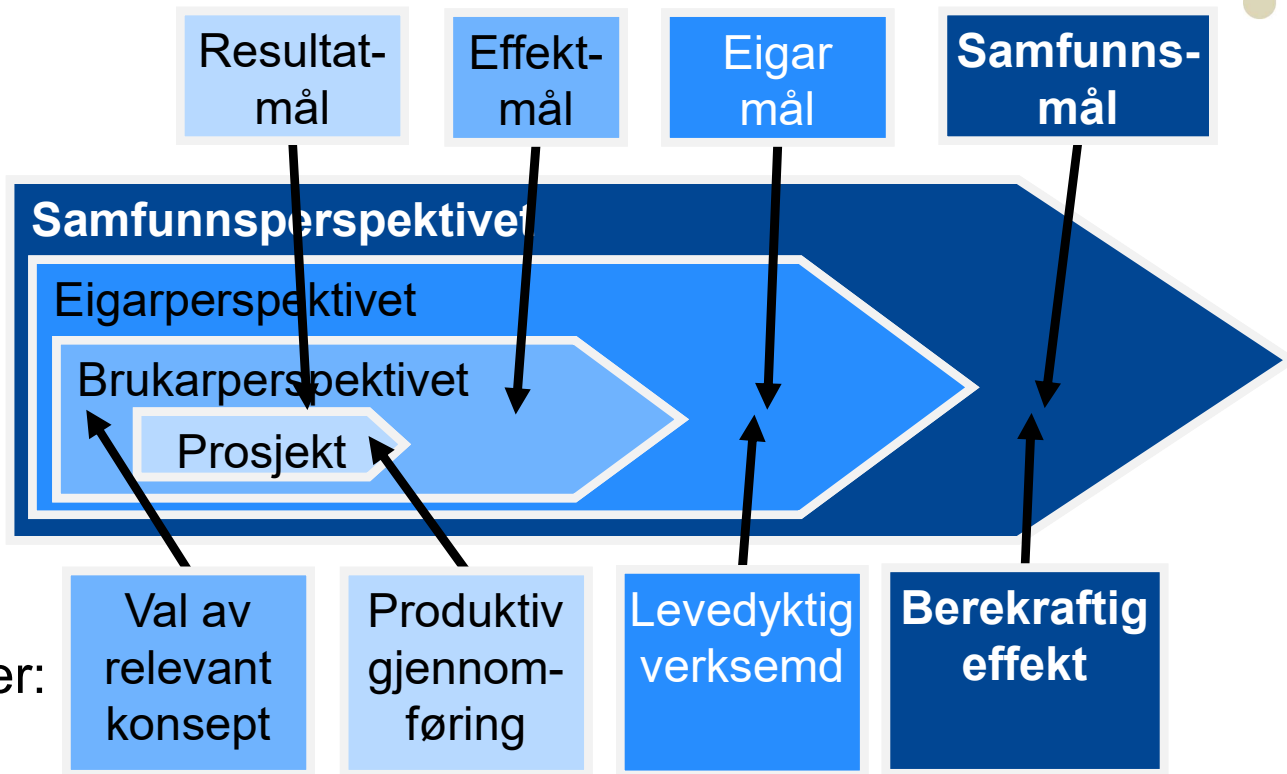 Resultat-
mål
Effekt-
mål
Eigar
mål
Samfunns-
mål
Samfunnsperspektivet
Eigarperspektivet
Brukarperspektivet
Prosjekt
er:
Val av
relevant
konsept
Produktiv
gjennom-
føring
Levedyktig
verksemd
Berekraftig
effekt